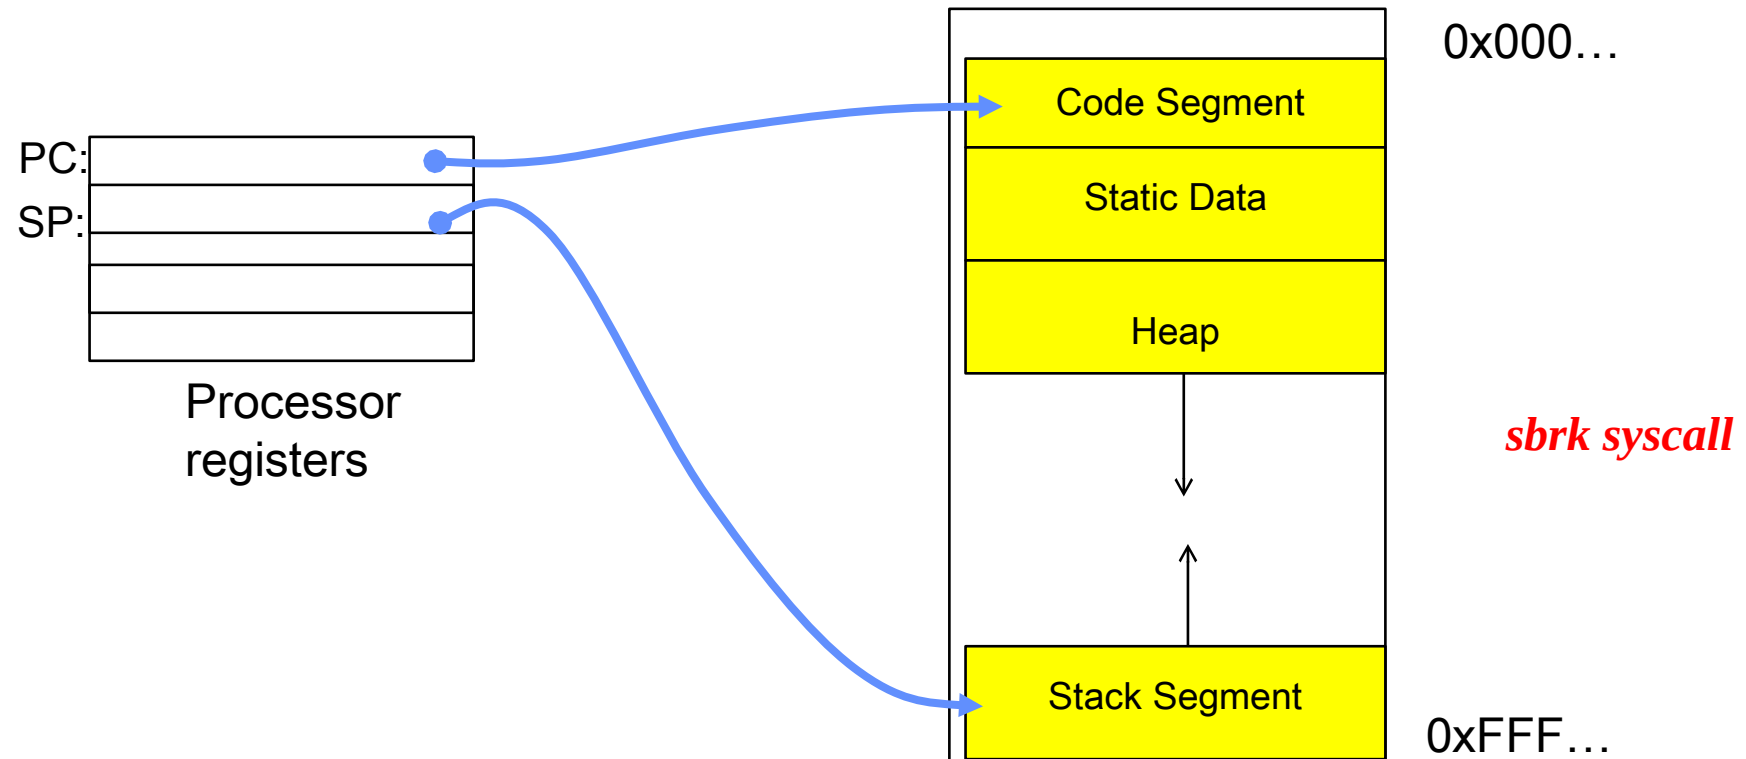 0x000…
Code Segment
PC:
Static Data
SP:
Heap
Processor
registers
sbrk syscall
Stack Segment
0xFFF…